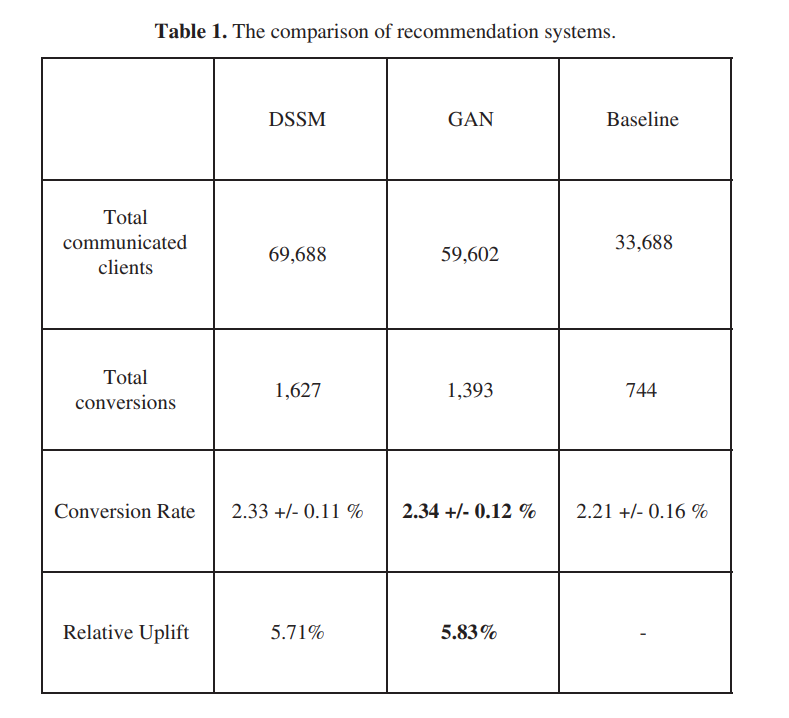 Table 1. The comparison of recommendation systems.
DSSM GAN Baseline
Total
communicated
clients
69,688 59,602 33,688
Total
conversions
1,627 1,393 744
Conversion Rate 2.33 +/- 0.11 % 2.34 +/- 0.12 % 2.21 +/- 0.16 %
Relative Uplift 5.71% 5.83% -